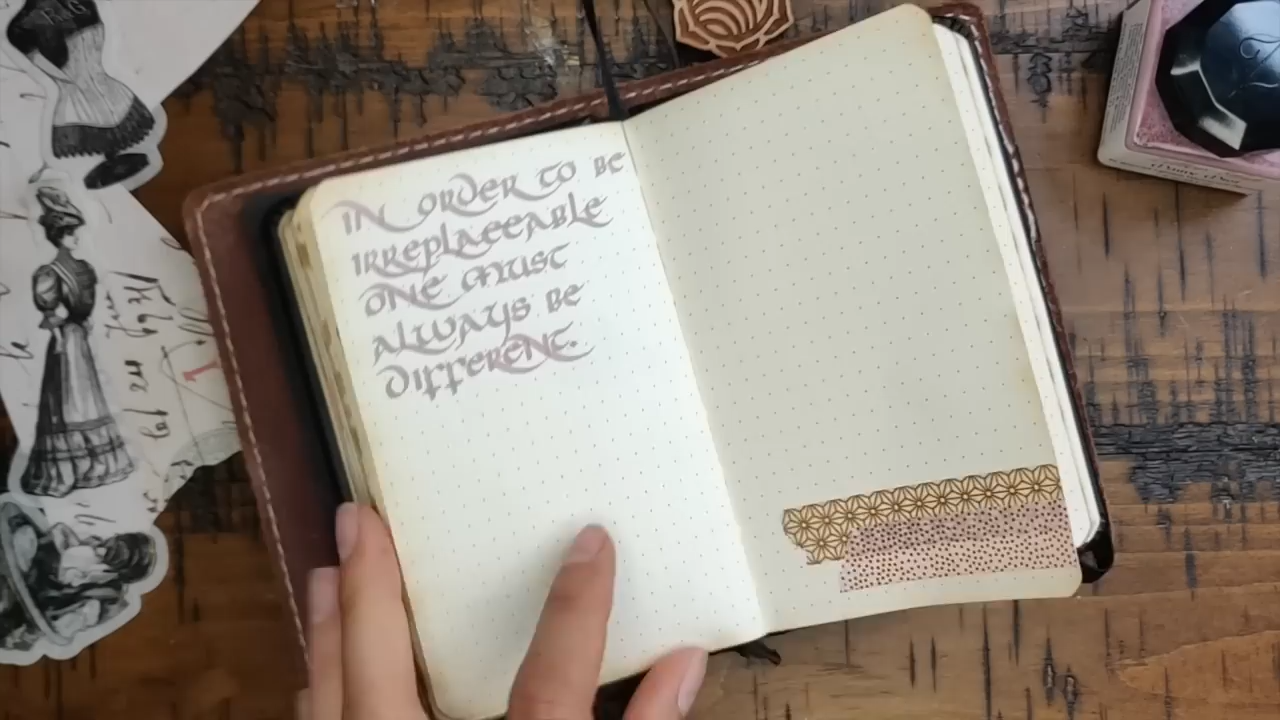 IN ORDER TO BE
IRREPLACEABLE
ONE MUST
ALWAYS BE
DIFFERENT.